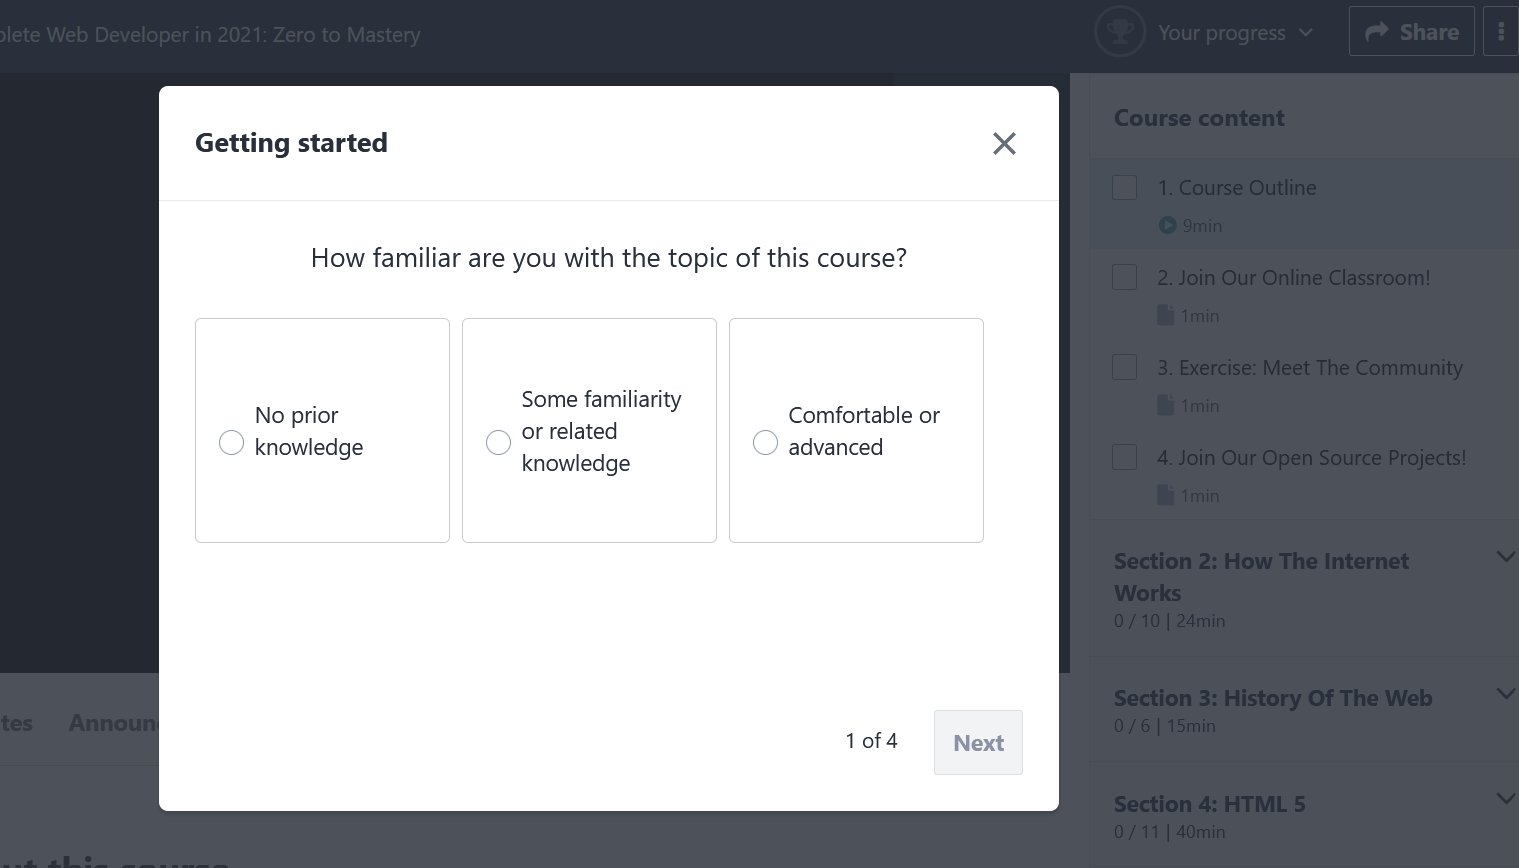 plete Web Developer in 2021: Zero to Mastery
Your progress
Share
Getting started
How familiar are you with the topic of this course?
No prior
knowledge
Some familiarity
or related
knowledge
Comfortable or
advanced
1 of 4
Next
Course content
1. Course Outline
9min
2. Join Our Online Classroom!
1min
3. Exercise: Meet The Community
1min
4. Join Our Open Source Projects!
1min
Section 2: How The Internet
Works
0 / 10 | 24min
Section 3: History Of The Web
0 / 6 | 15min
Section 4: HTML 5
0 / 11 | 40min
tes
Announ
ut this course